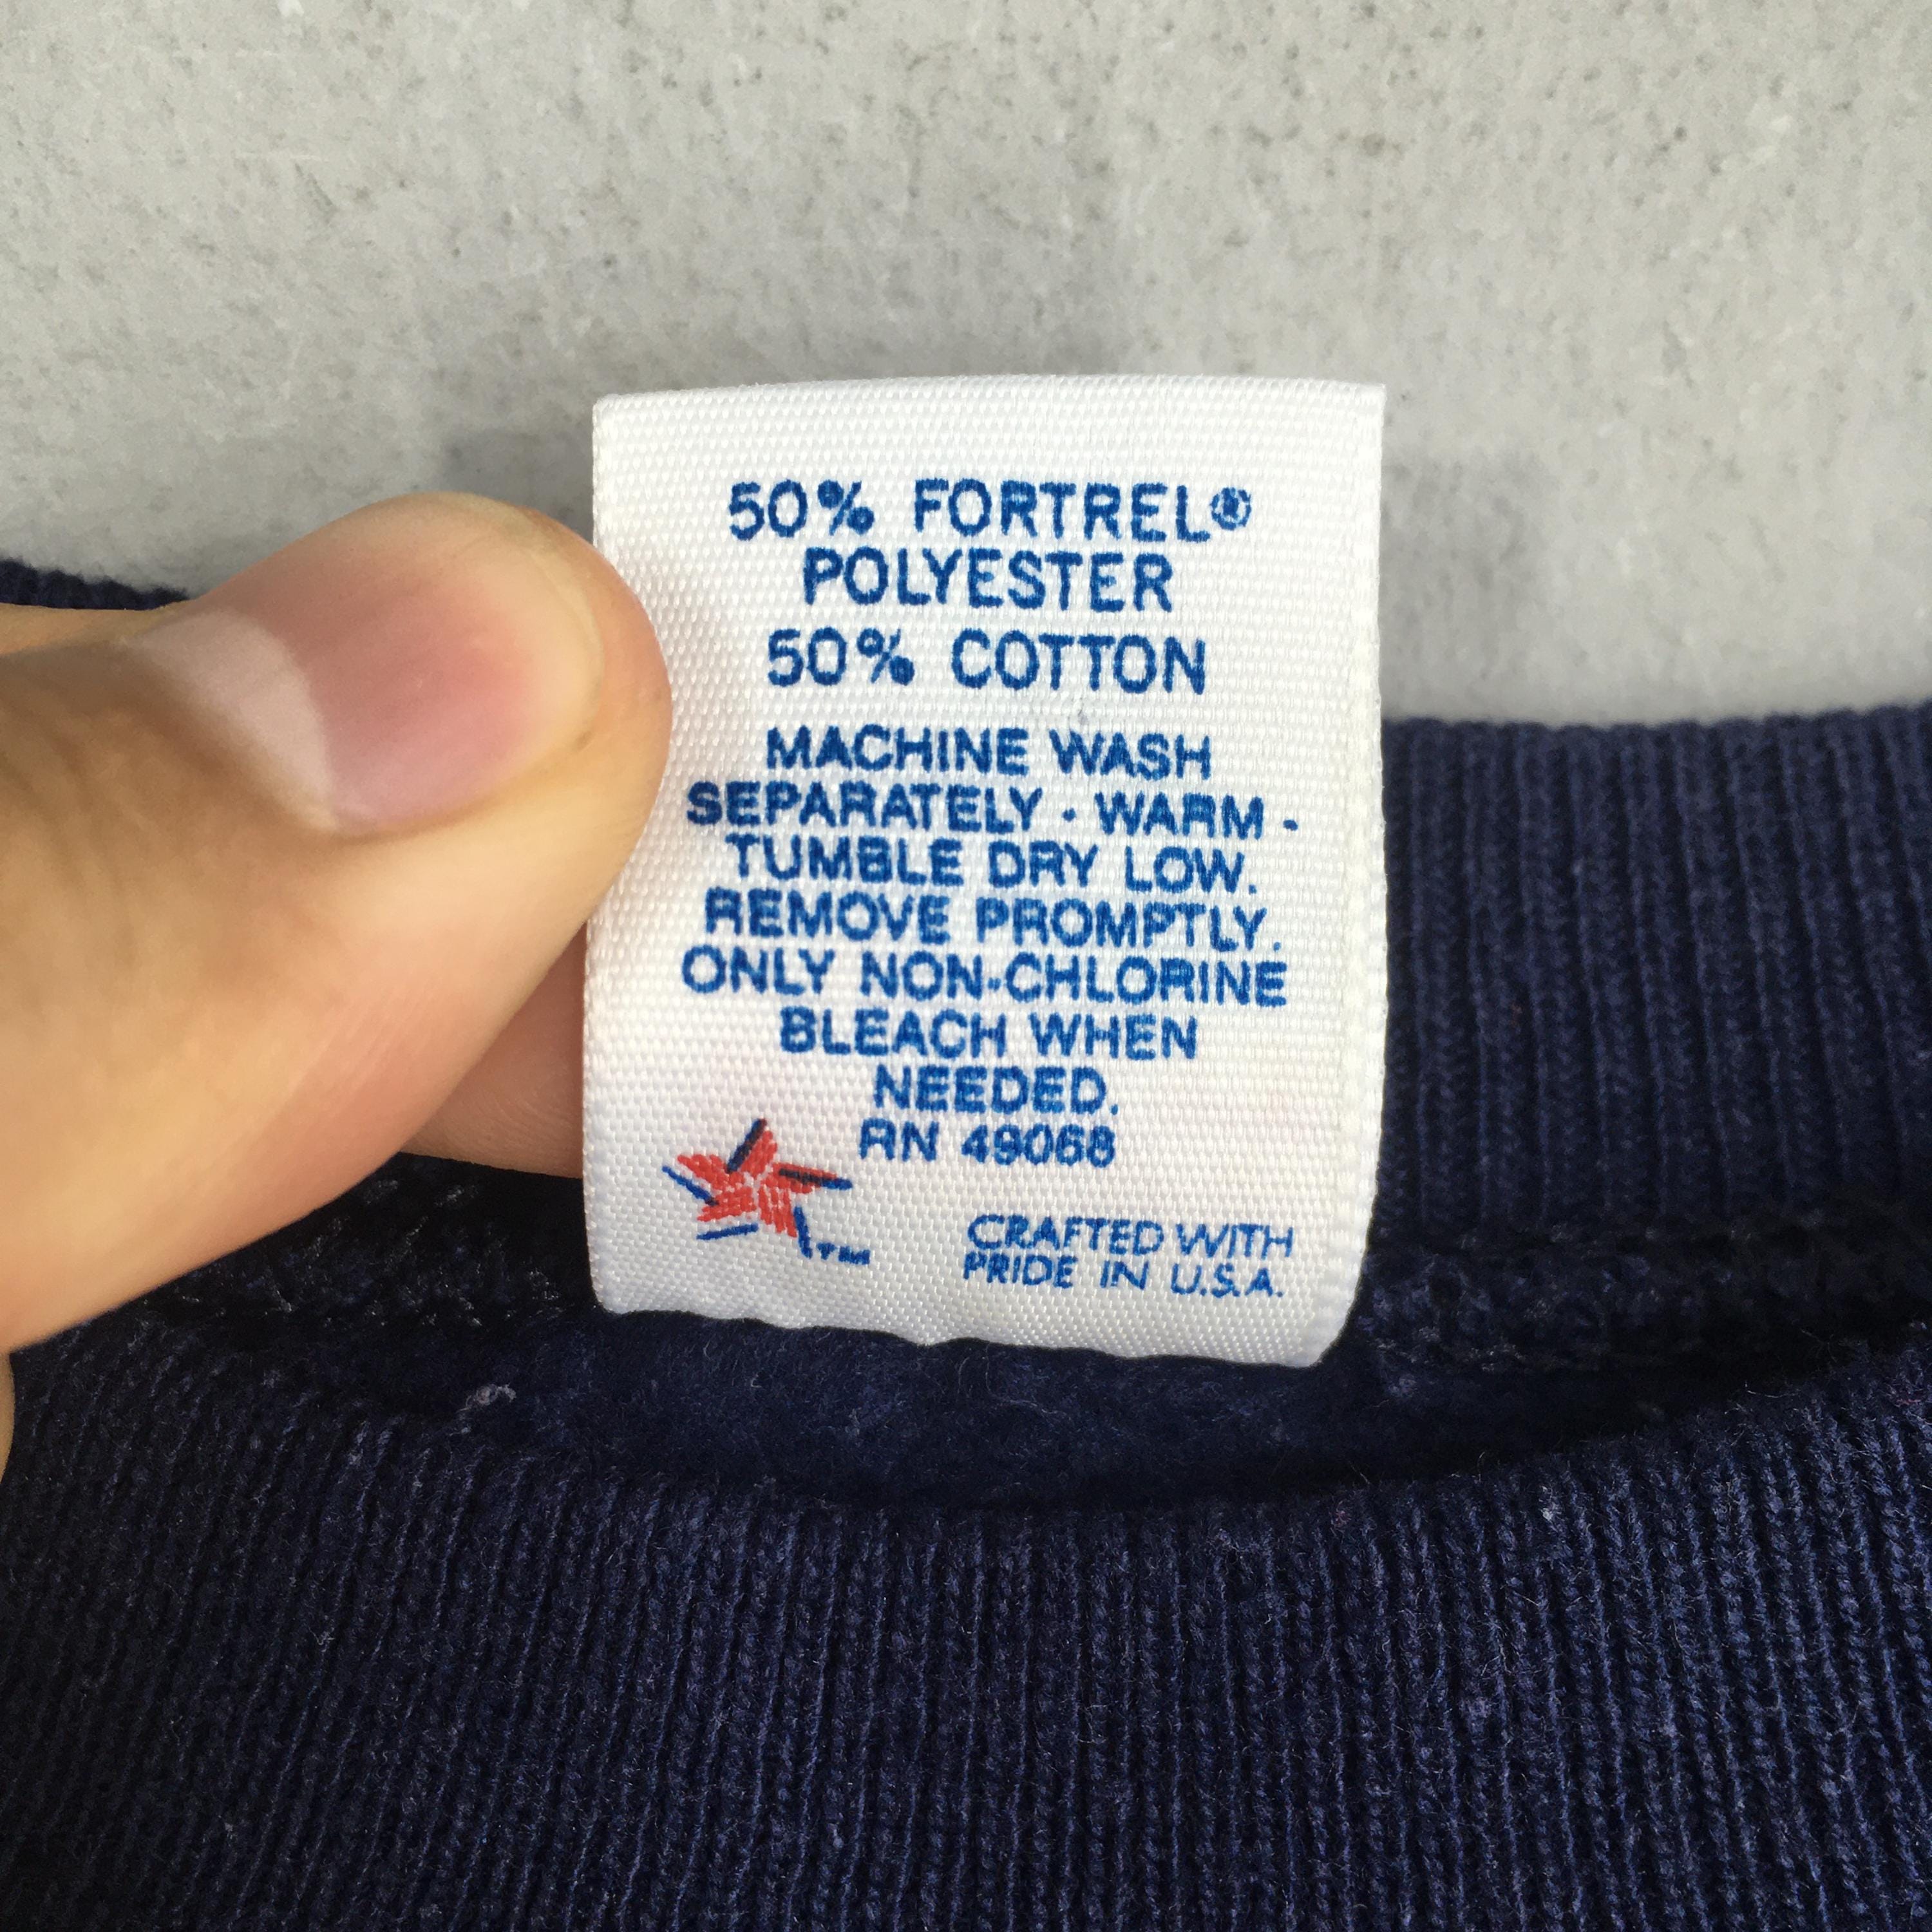 50% FORTREL®
POLYESTER
50% COTTON
MACHINE WASH
SEPARATELY · WARM -
TUMBLE DRY LOW.
REMOVE PROMPTLY.
ONLY NON-CHLORINE
BLEACH WHEN
NEEDED.
RN 49068
TM
CRAFTED WITH
PRIDE IN U.S.A.